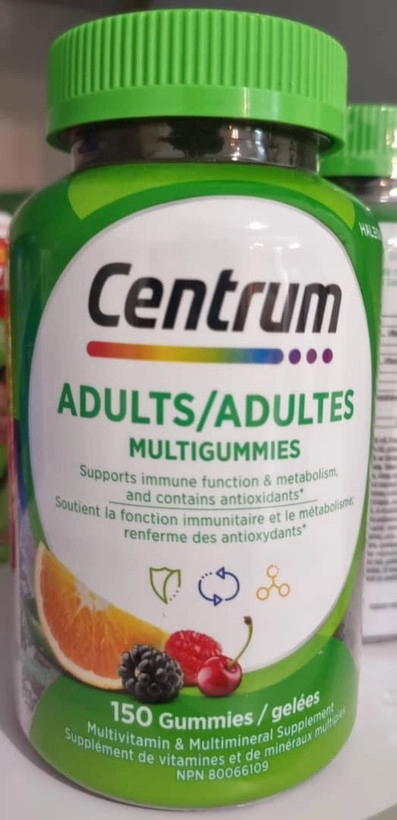 Centrum
ADULTS/ADULTES
MULTIGUMMIES
Supports immune function & metabolism,
and contains antioxidants*
Soutient la fonction immunitaire et le métabolisme;
renferme des antioxydants*
150 Gummies / gelées
Multivitamin & Multimineral Supplement
Supplément de vitamines et de minéraux multiples
NPN 80066109